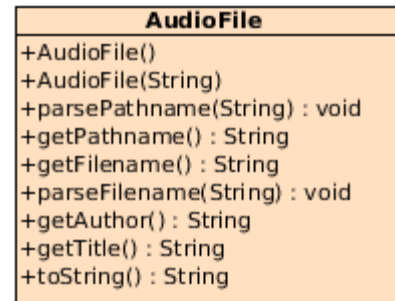 AudioFile
+AudioFile()
+AudioFile(String)
+parsePathname(String) : void
+getPathname() : String
+getFilename() : String
+parseFilename(String) : void
+getAuthor() : String
+getTitle() : String
+toString() : String